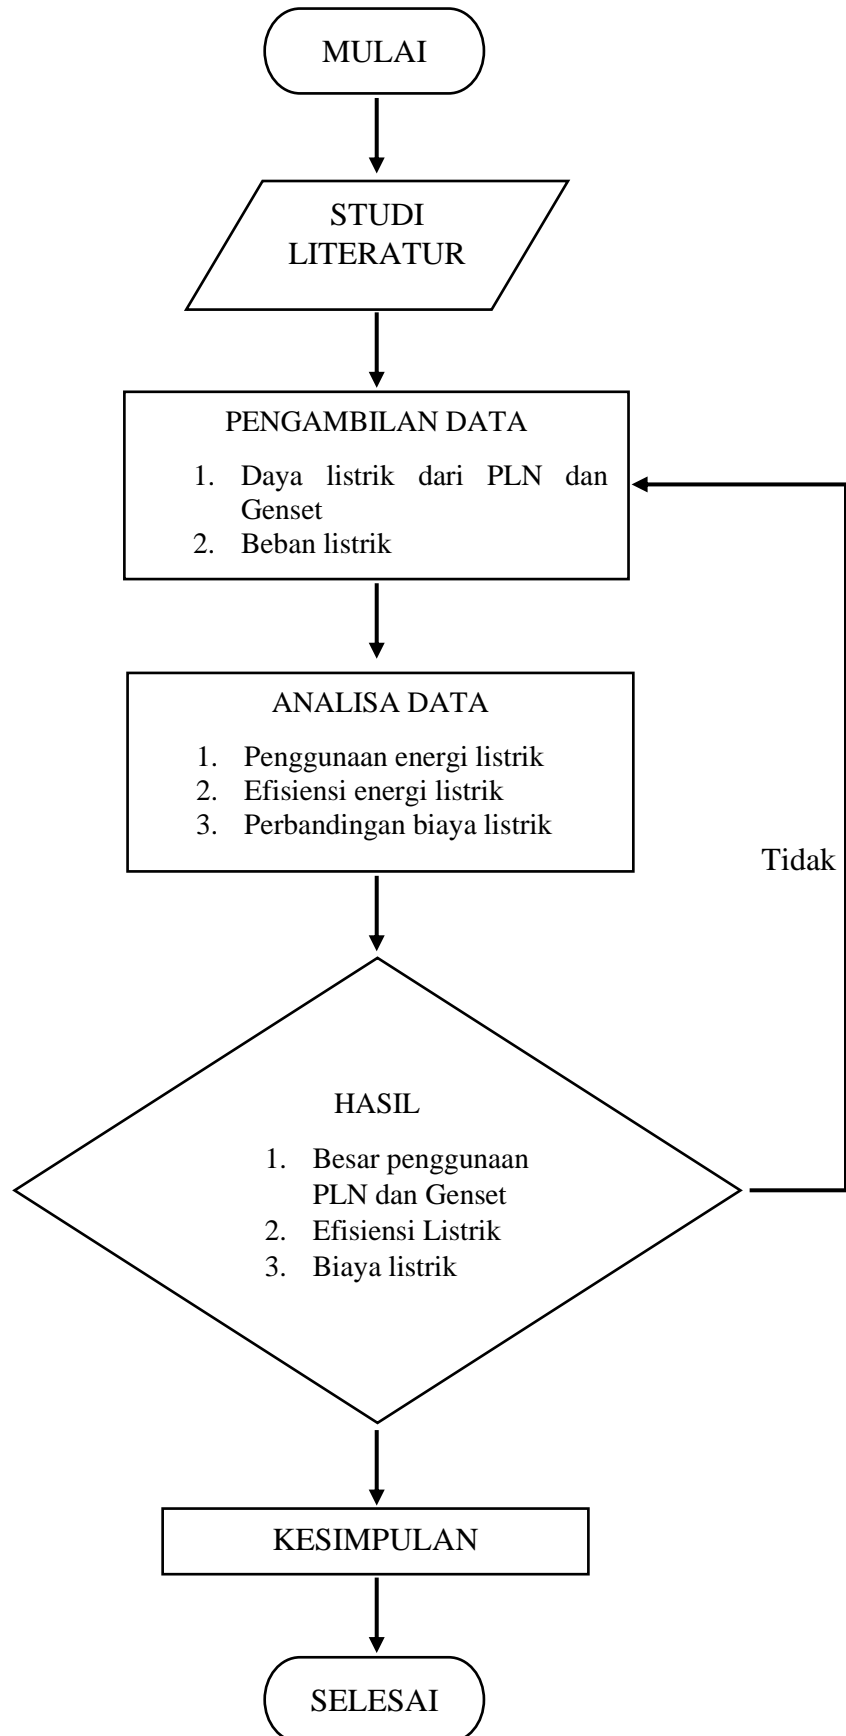 MULAI
STUDI
LITERATUR
PENGAMBILAN DATA
1. Daya listrik dari PLN dan
Genset
2. Beban listrik
ANALISA DATA
1. Penggunaan energi listrik
2. Efisiensi energi listrik
3. Perbandingan biaya listrik
Tidak
HASIL
1. Besar penggunaan
PLN dan Genset
2. Efisiensi Listrik
3. Biaya listrik
KESIMPULAN
SELESAI